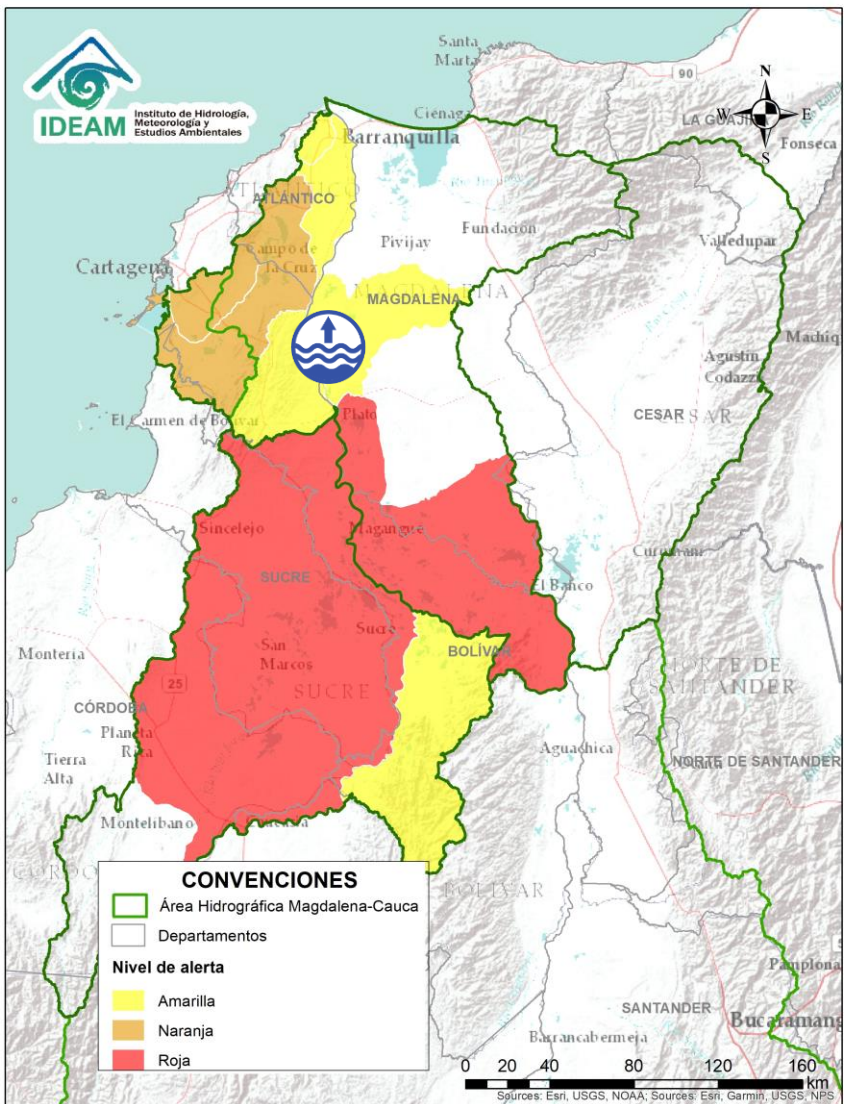 IDEAM
Instituto de Hidrología,
Meteorología y
Estudios Ambientales
Santa
Marta
90
N
W
E
S
LA GUAJIRA
Ciénaga
Barranquilla
Fonseca
ATLÁNTICO
Pivijay
Fundación
Valledupar
Cartagena
Campo de
la Cruz
MAGDALENA
MAGDALENA
Agustín
Codazzi
El Carmen de Bolívar
Plato
CESAR
CESAR
Sincelejo
Magangué
Curumaní
SUCRE
El Banco
Montería
Sucre
San
Marcos
BOLÍVAR
SUCRE
NORTE DE
SANTANDER
25
CÓRDOBA
Planeta
Rica
Aguachica
Tierra
Alta
NORTE DE SANTANDER
Montelíbano
BOLÍVAR
CONVENCIONES
Área Hidrográfica Magdalena-Cauca
Departamentos
Nivel de alerta
Amarilla
Naranja
Roja
Pamplona
SANTANDER
Bucaramang
Barrancabermeja
0 20 40 80 120 160
km
Sources: Esri, USGS, NOAA; Sources: Esri, Garmin, USGS, NPS